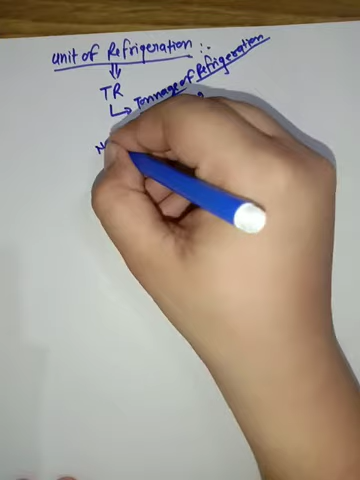 Unit of Refrigeration :.
⇓
TR
↳ Tonnage of Refrigeration